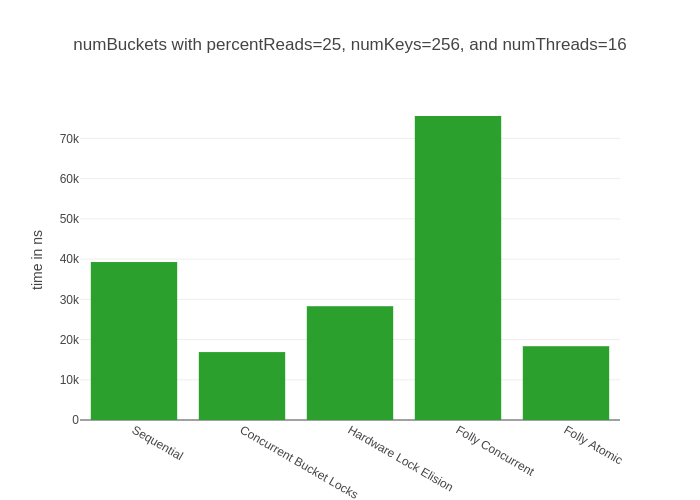 numBuckets with percentReads=25, numKeys=256, and numThreads=16
70k
60k
50k
40k
30k
20k
10k
0
time in ns
Sequential
Concurrent Bucket Locks
Hardware Lock Elision
Folly Concurrent
Folly Atomic